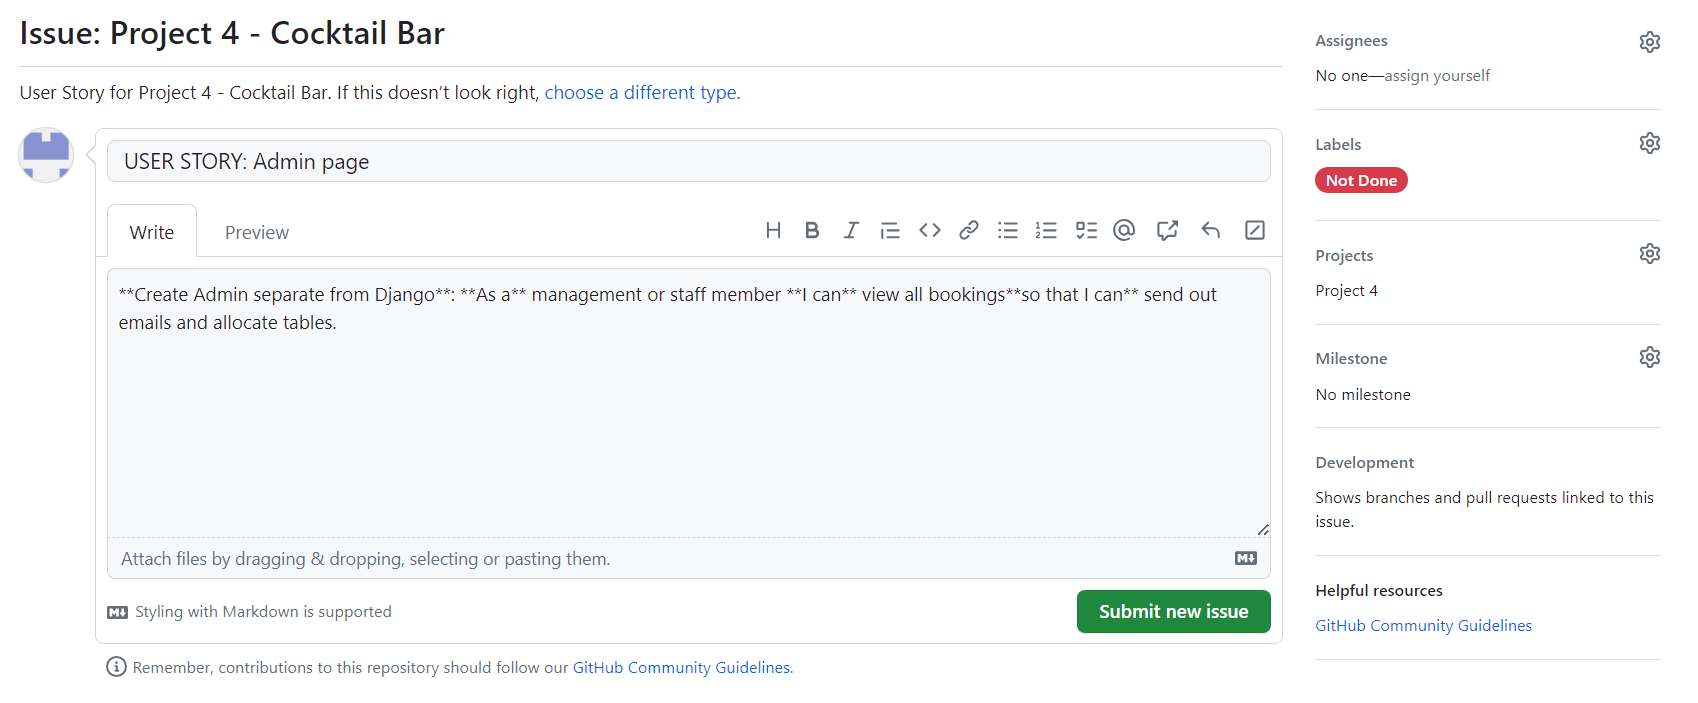 Issue: Project 4 - Cocktail Bar
User Story for Project 4 - Cocktail Bar. If this doesn’t look right, choose a different type.
USER STORY: Admin page
Write
Preview
**Create Admin separate from Django**: **As a** management or staff member **I can** view all bookings**so that I can** send out
emails and allocate tables.
Attach files by dragging & dropping, selecting or pasting them.
Styling with Markdown is supported
Submit new issue
Remember, contributions to this repository should follow our GitHub Community Guidelines.
Assignees
No one—assign yourself
Labels
Not Done
Projects
Project 4
Milestone
No milestone
Development
Shows branches and pull requests linked to this
issue.
Helpful resources
GitHub Community Guidelines